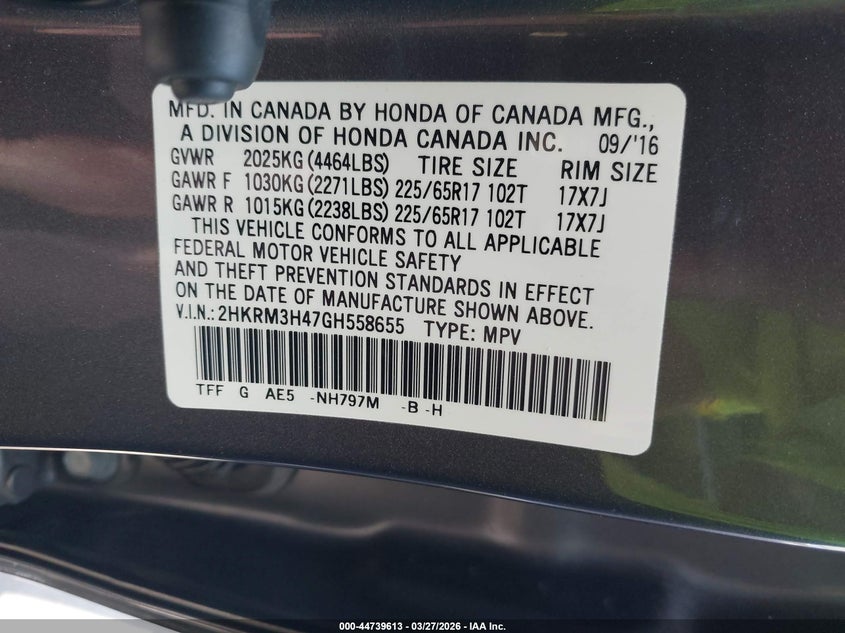 MFD. IN CANADA BY HONDA OF CANADA MFG.,
A DIVISION OF HONDA CANADA INC. 09/'16
GVWR 2025KG (4464LBS) TIRE SIZE RIM SIZE
GAWR F 1030KG (2271LBS) 225/65R17 102T 17X7J
GAWR R 1015KG (2238LBS) 225/65R17 102T 17X7J
THIS VEHICLE CONFORMS TO ALL APPLICABLE
FEDERAL MOTOR VEHICLE SAFETY
AND THEFT PREVENTION STANDARDS IN EFFECT
ON THE DATE OF MANUFACTURE SHOWN ABOVE.
V.I.N.: 2HKRM3H47GH558655 TYPE: MPV
TFF G AE5 -NH797M -B -H
000-44739613 - 03/27/2026 - IAA Inc.